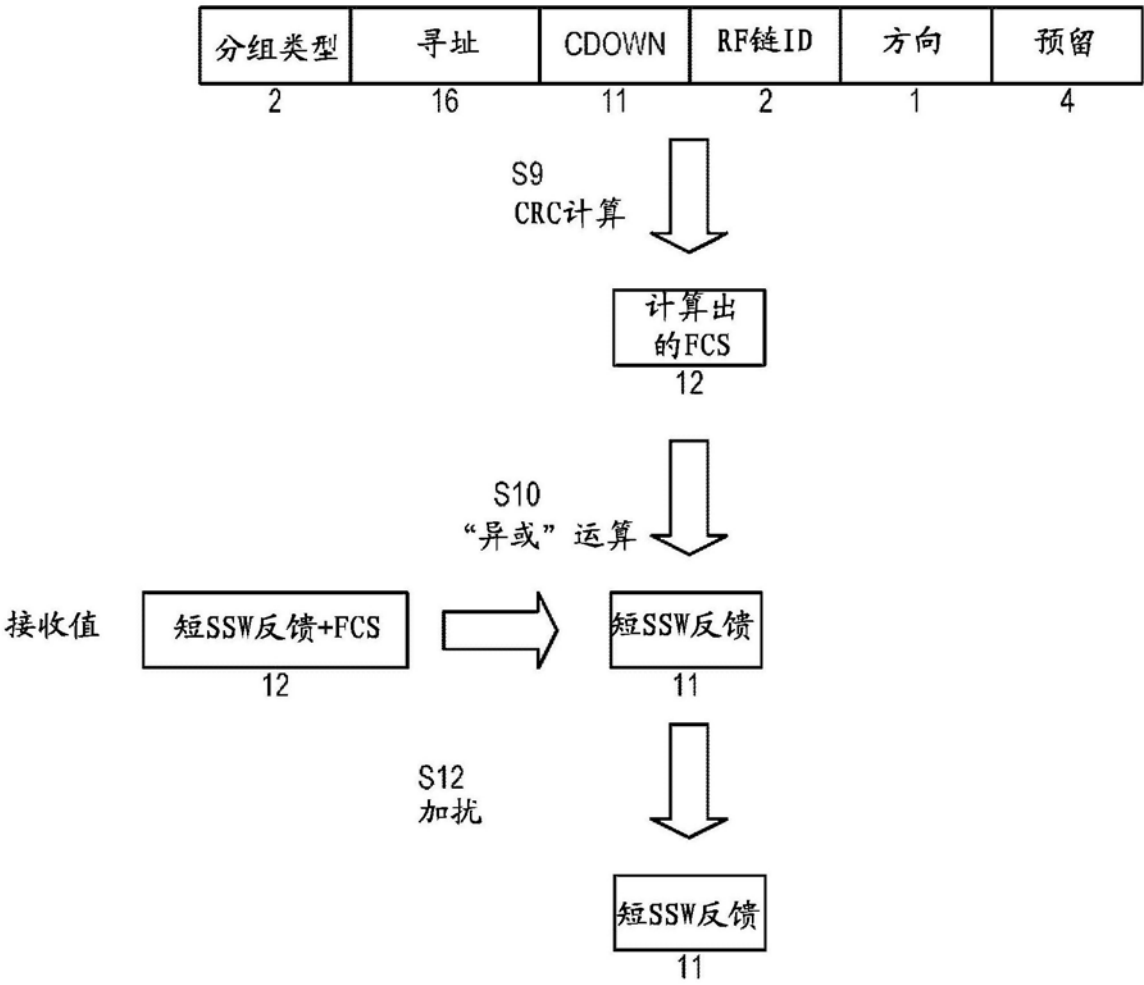 分组类型 寻址 CDOWN RF链ID 方向 预留
2 16 11 2 1 4
S9
CRC计算
计算出
的FCS
12
S10
“异或”运算
接收值 短SSW反馈+FCS 短SSW反馈
12 11
S12
加扰
短SSW反馈
11